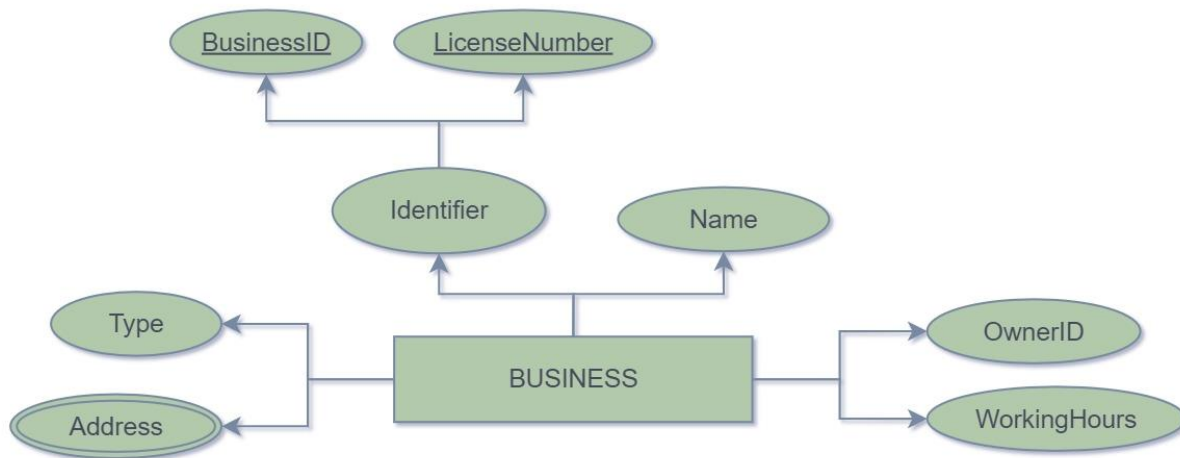 BusinessID
LicenseNumber
Identifier
Name
Type
OwnerID
BUSINESS
Address
WorkingHours